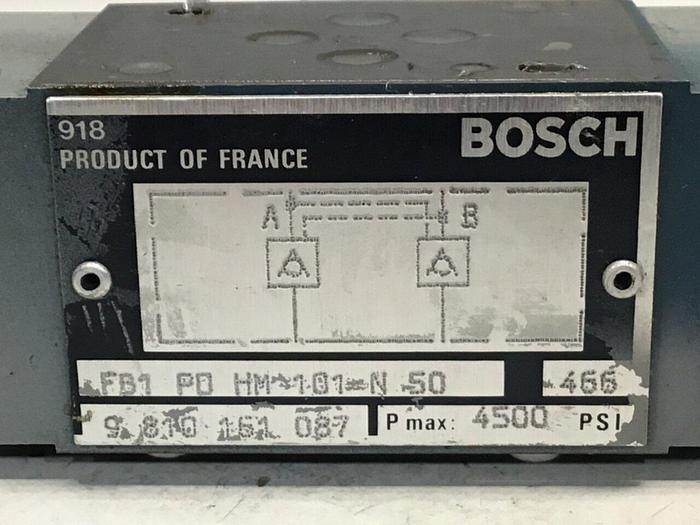 918
BOSCH
PRODUCT OF FRANCE
A B
FB1 PD HM-101-N 50 466
9 810 161 087 P max: 4500 PSI